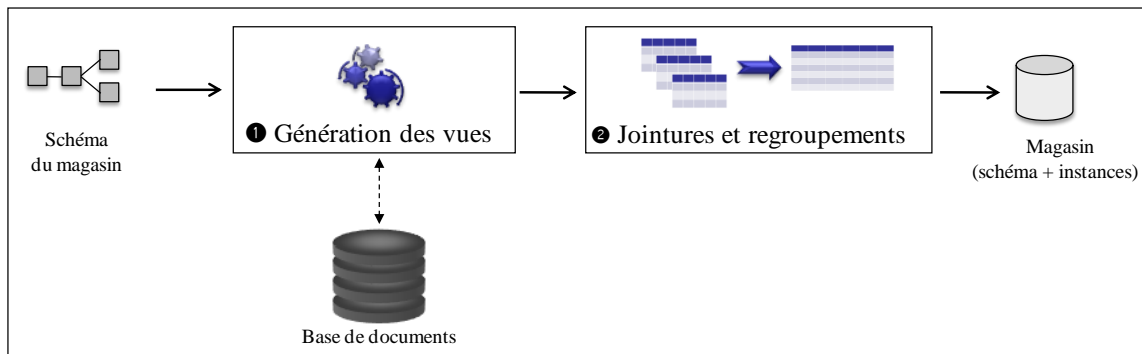 Schéma
du magasin
❶ Génération des vues
❷ Jointures et regroupements
Magasin
(schéma + instances)
Base de documents